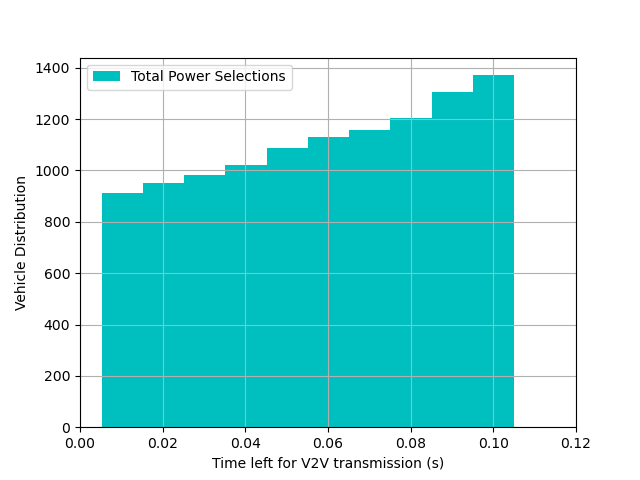 Total Power Selections
1400
1200
1000
800
600
400
200
0
Vehicle Distribution
0.00 0.02 0.04 0.06 0.08 0.10 0.12
Time left for V2V transmission (s)